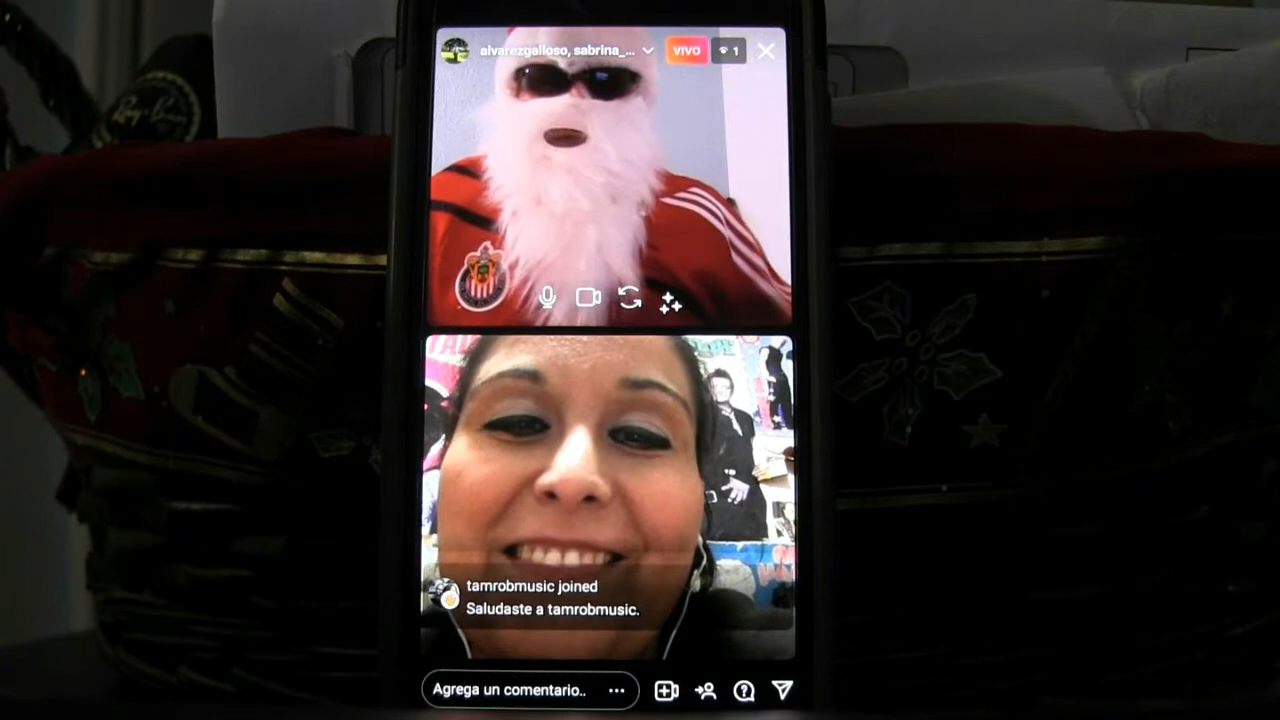 alvarezgalloso, sabrina_...
VIVO
1
tamrobmusic joined
Saludaste a tamrobmusic.
Agrega un comentario..